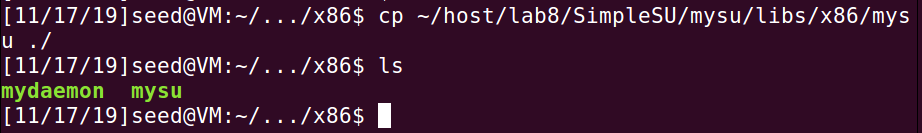 [11/17/19]seed@VM:~/.../x86$ cp ~/host/lab8/SimpleSU/mysu/libs/x86/mys
u ./
[11/17/19]seed@VM:~/.../x86$ ls
mydaemon  mysu
[11/17/19]seed@VM:~/.../x86$